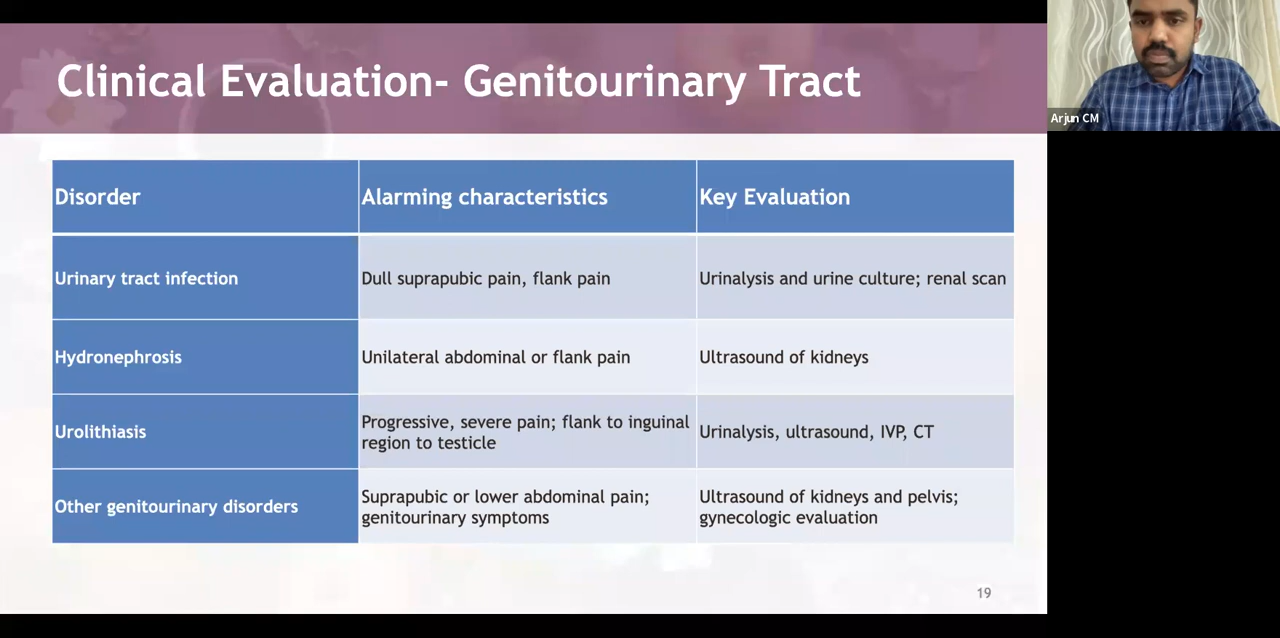 Clinical Evaluation- Genitourinary Tract
Arjun CM
Disorder
Alarming characteristics
Key Evaluation
Urinary tract infection
Dull suprapubic pain, flank pain
Urinalysis and urine culture; renal scan
Hydronephrosis
Unilateral abdominal or flank pain
Ultrasound of kidneys
Urolithiasis
Progressive, severe pain; flank to inguinal
region to testicle
Urinalysis, ultrasound, IVP, CT
Other genitourinary disorders
Suprapubic or lower abdominal pain;
genitourinary symptoms
Ultrasound of kidneys and pelvis;
gynecologic evaluation
19